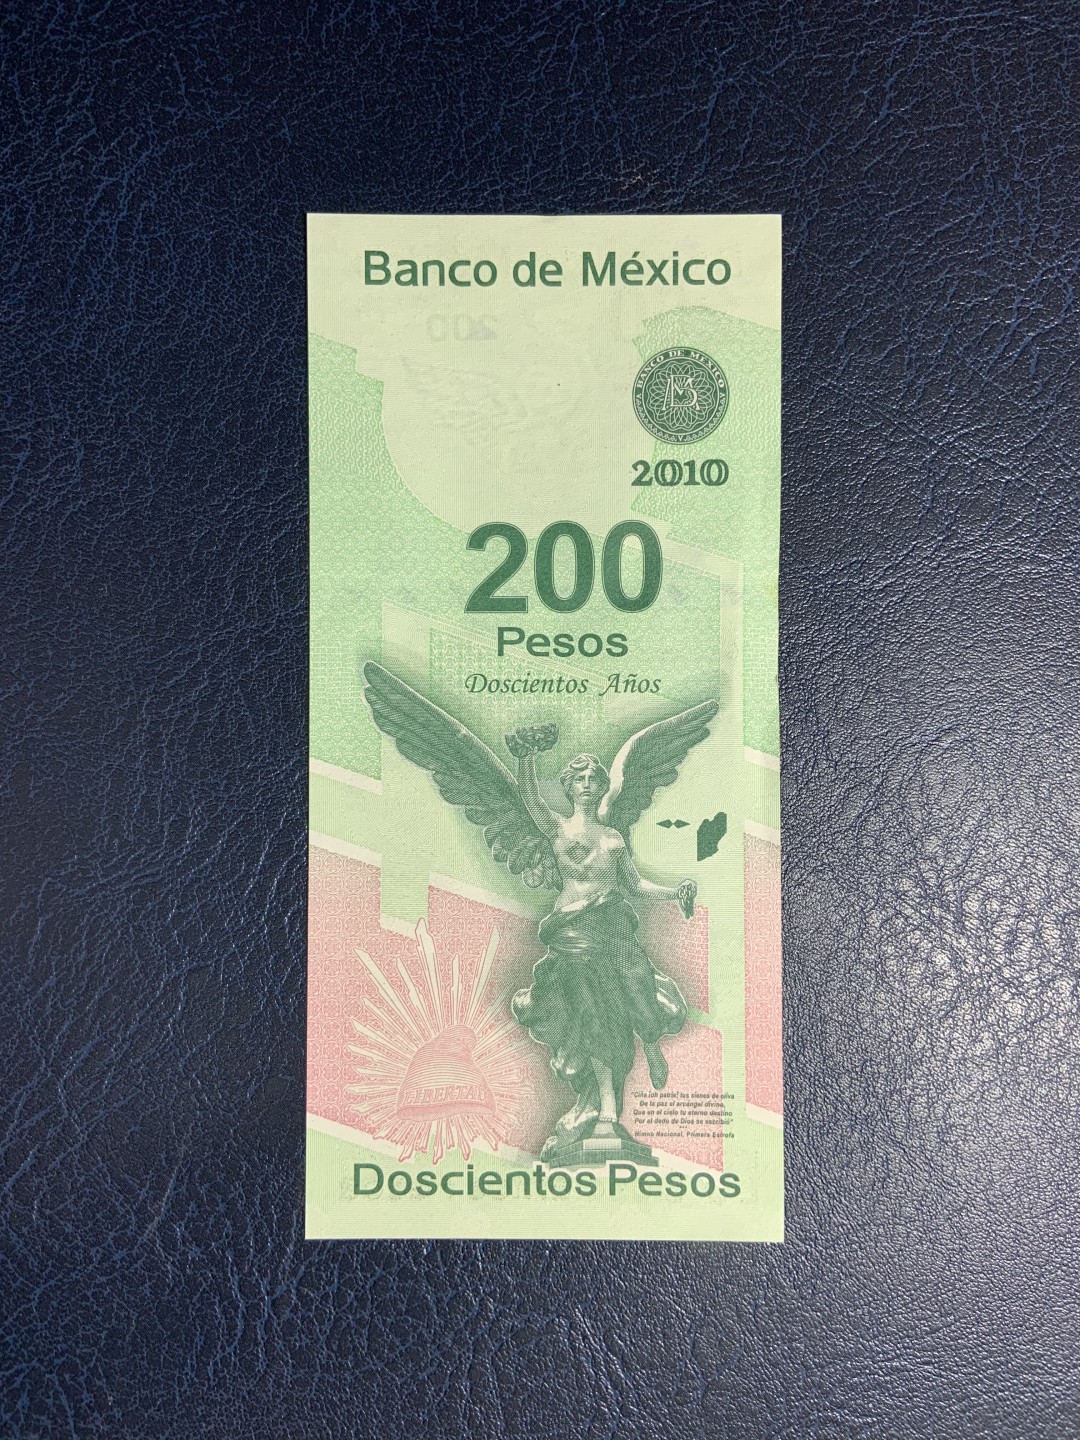 Banco de México
BANCO DE MEXICO
2010
200
Pesos
Doscientos Años
LIBERTAD
"Ciña ¡oh patria! tus sienes de oliva
De la paz el arcángel divino,
Que en el cielo tu eterno destino
Por el dedo de Dios se escribió"
Himno Nacional, Primera Estrofa
Doscientos Pesos